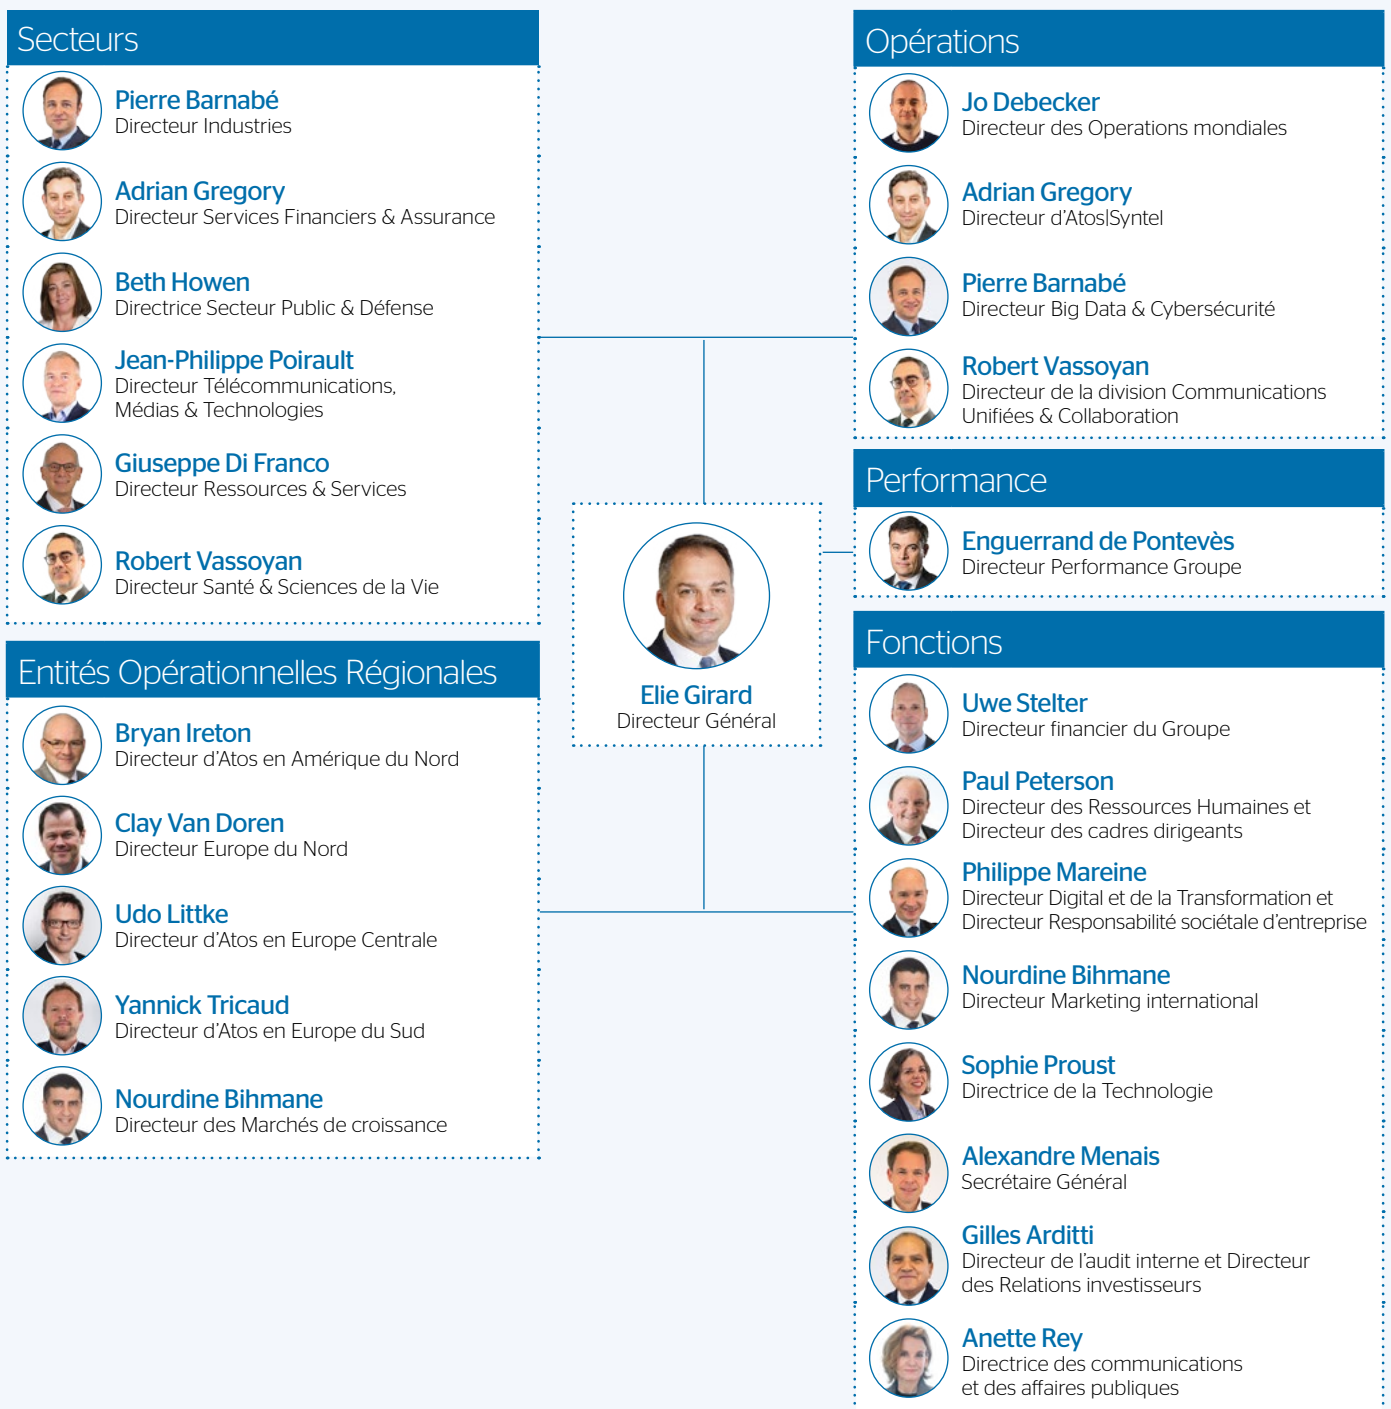 Secteurs
Pierre Barnabé
Directeur Industries
Adrian Gregory
Directeur Services Financiers & Assurance
Beth Howen
Directrice Secteur Public & Défense
Jean-Philippe Poirault
Directeur Télécommunications,
Médias & Technologies
Giuseppe Di Franco
Directeur Ressources & Services
Robert Vassoyan
Directeur Santé & Sciences de la Vie
Entités Opérationnelles Régionales
Bryan Ireton
Directeur d'Atos en Amérique du Nord
Clay Van Doren
Directeur Europe du Nord
Udo Littke
Directeur d'Atos en Europe Centrale
Yannick Tricaud
Directeur d'Atos en Europe du Sud
Nourdine Bihmane
Directeur des Marchés de croissance
Elie Girard
Directeur Général
Opérations
Jo Debecker
Directeur des Operations mondiales
Adrian Gregory
Directeur d'Atos|Syntel
Pierre Barnabé
Directeur Big Data & Cybersécurité
Robert Vassoyan
Directeur de la division Communications
Unifiées & Collaboration
Performance
Enguerrand de Pontevès
Directeur Performance Groupe
Fonctions
Uwe Stelter
Directeur financier du Groupe
Paul Peterson
Directeur des Ressources Humaines et
Directeur des cadres dirigeants
Philippe Mareine
Directeur Digital et de la Transformation et
Directeur Responsabilité sociétale d'entreprise
Nourdine Bihmane
Directeur Marketing international
Sophie Proust
Directrice de la Technologie
Alexandre Menais
Secrétaire Général
Gilles Arditti
Directeur de l'audit interne et Directeur
des Relations investisseurs
Anette Rey
Directrice des communications
et des affaires publiques